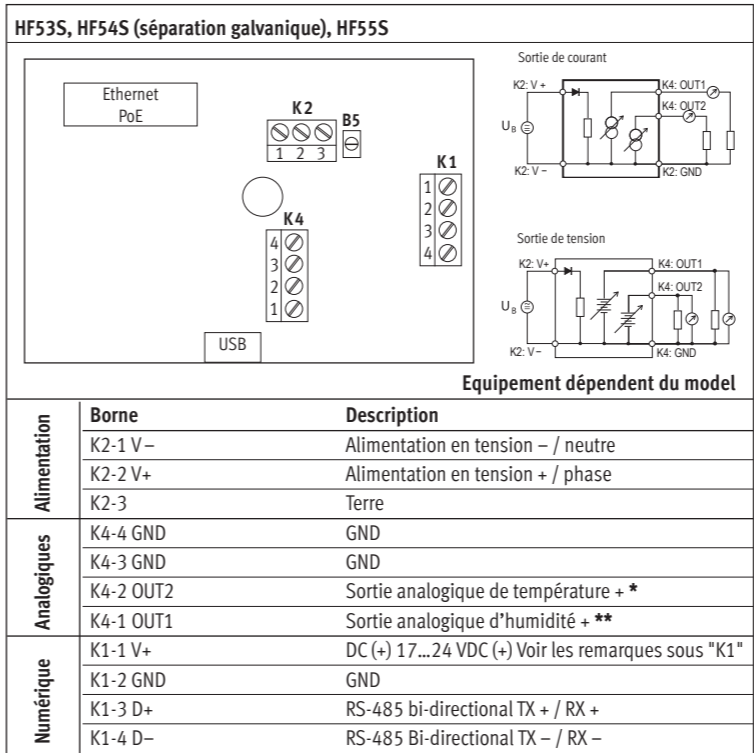 HF53S, HF54S (séparation galvanique), HF55S
Ethernet
PoE
K2
1 2 3
B5
K1
1
2
3
4
K4
4
3
2
1
USB
Sortie de courant
K2: V +
K4: OUT1
K4: OUT2
UB
K2: V –
K2: GND
Sortie de tension
K2: V+
K4: OUT1
K4: OUT2
UB
K2: V–
K4: GND
Equipement dépendent du model
Alimentation
Borne Description
K2-1 V – Alimentation en tension – / neutre
K2-2 V+ Alimentation en tension + / phase
K2-3 Terre
Analogiques
K4-4 GND GND
K4-3 GND GND
K4-2 OUT2 Sortie analogique de température + *
K4-1 OUT1 Sortie analogique d’humidité + **
Numérique
K1-1 V+ DC (+) 17...24 VDC (+) Voir les remarques sous "K1"
K1-2 GND GND
K1-3 D+ RS-485 bi-directional TX + / RX +
K1-4 D– RS-485 Bi-directional TX – / RX –